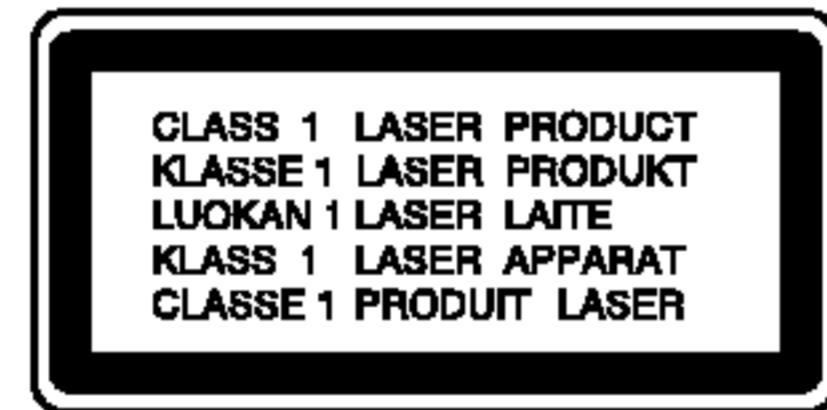 CLASS 1 LASER PRODUCT
KLASSE 1 LASER PRODUKT
LUOKAN 1 LASER LAITE
KLASS 1 LASER APPARAT
CLASSE 1 PRODUIT LASER